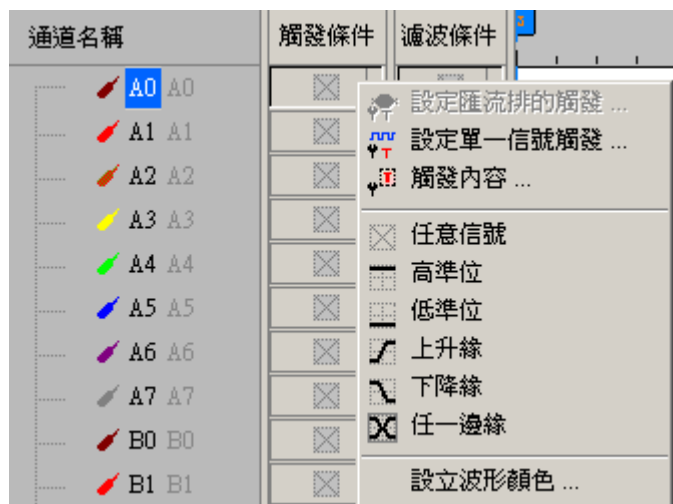 通道名稱 觸發條件 濾波條件
A0 A0
設定匯流排的觸發 ...
A1 A1
設定單一信號觸發 ...
A2 A2
觸發內容 ...
A3 A3
任意信號
A4 A4
高準位
A5 A5
低準位
A6 A6
上升緣
A7 A7
下降緣
B0 B0
任一邊緣
B1 B1
設立波形顏色 ...